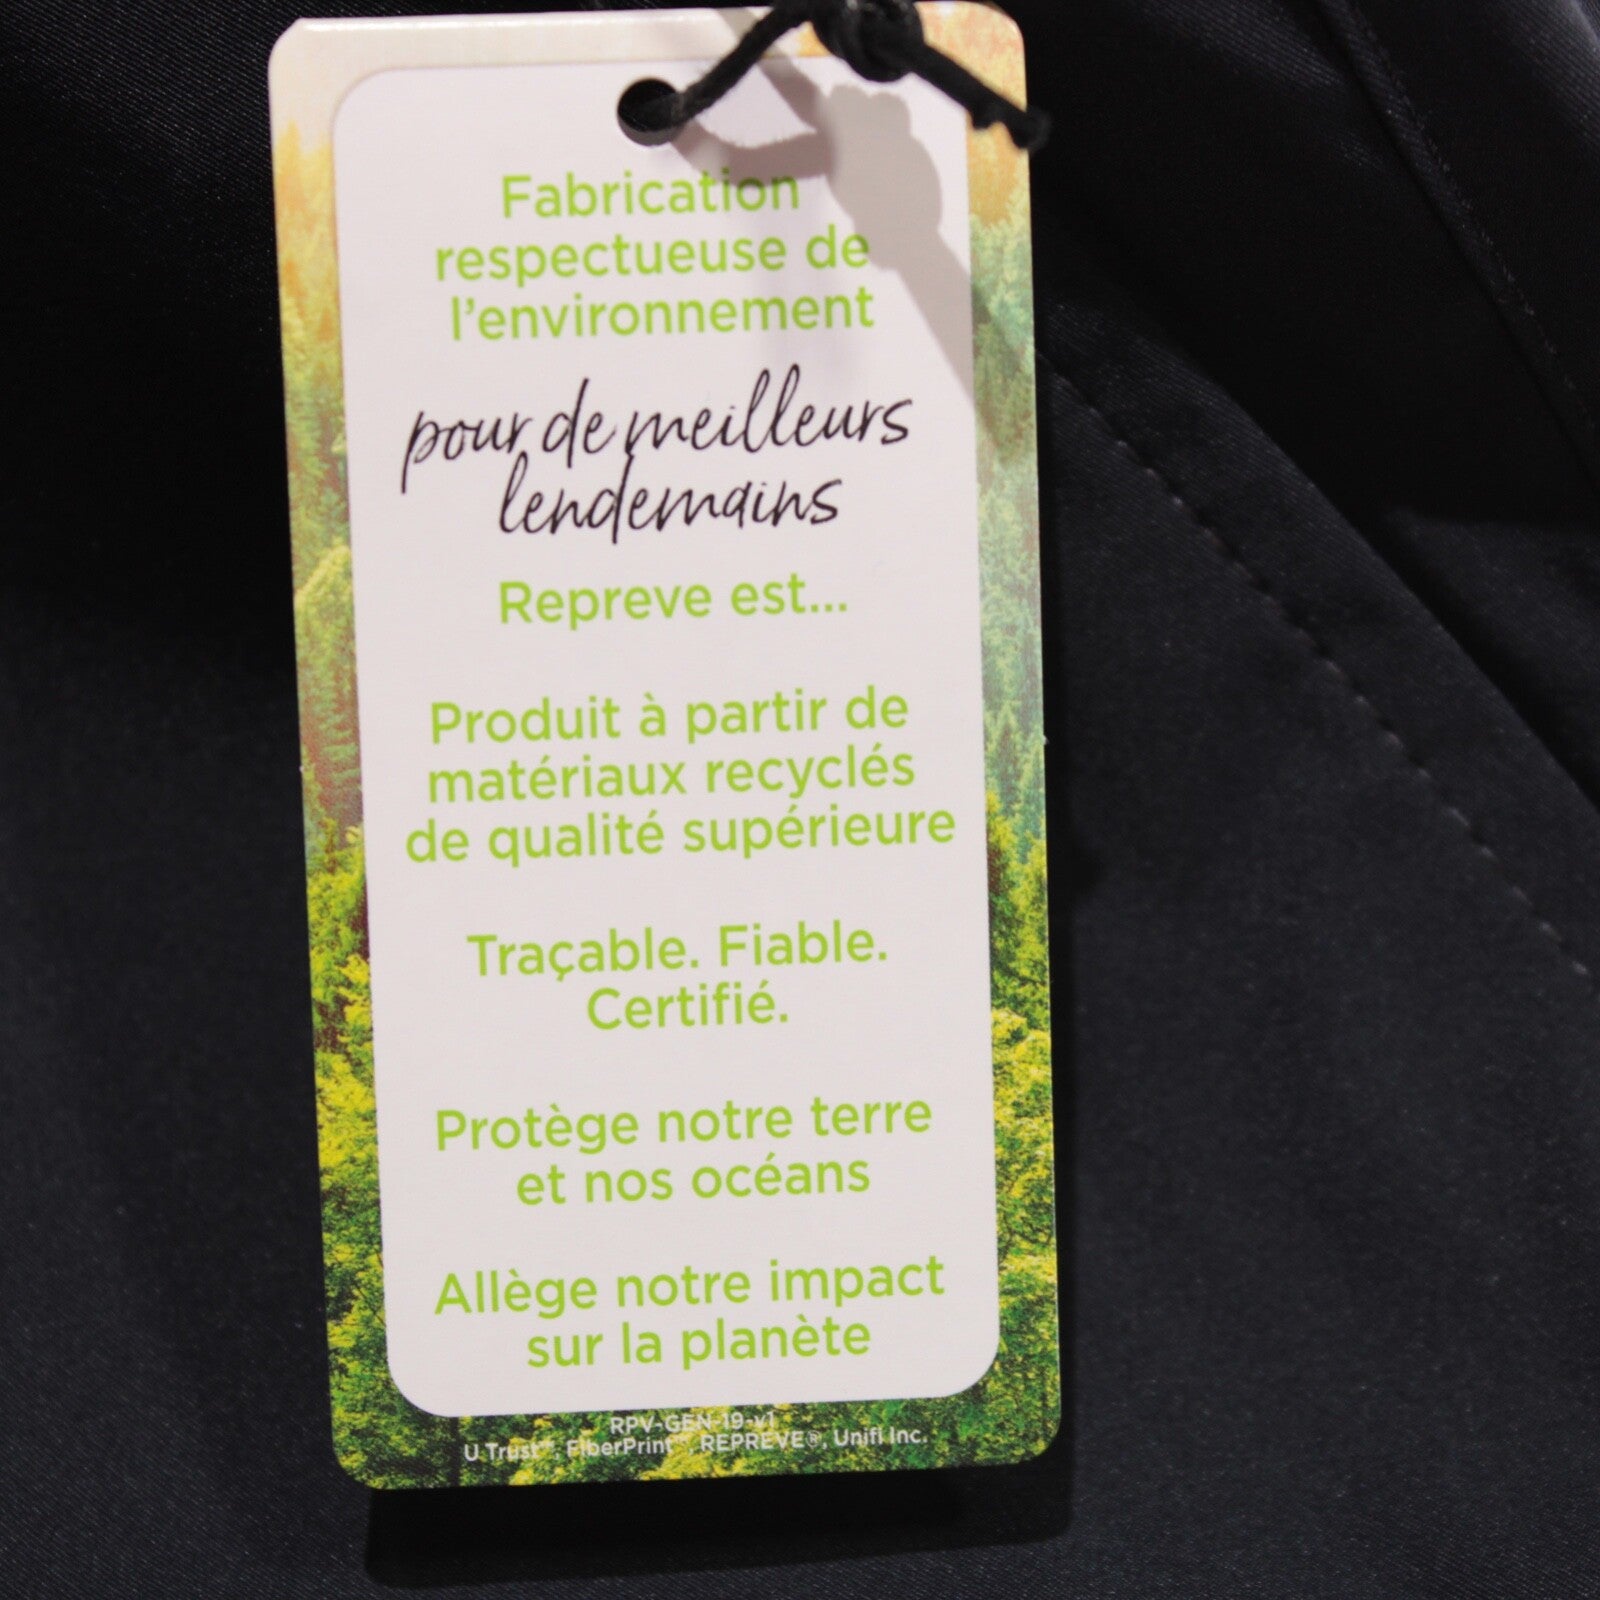 Fabrication
respectueuse de
l'environnement
pour de meilleurs
lendemains
Repreve est...
Produit à partir de
matériaux recyclés
de qualité supérieure
Traçable. Fiable.
Certifié.
Protège notre terre
et nos océans
Allège notre impact
sur la planète
RPV-GEN-19-v1
U Trust™, FiberPrint™, REPREVE®, Unifi Inc.